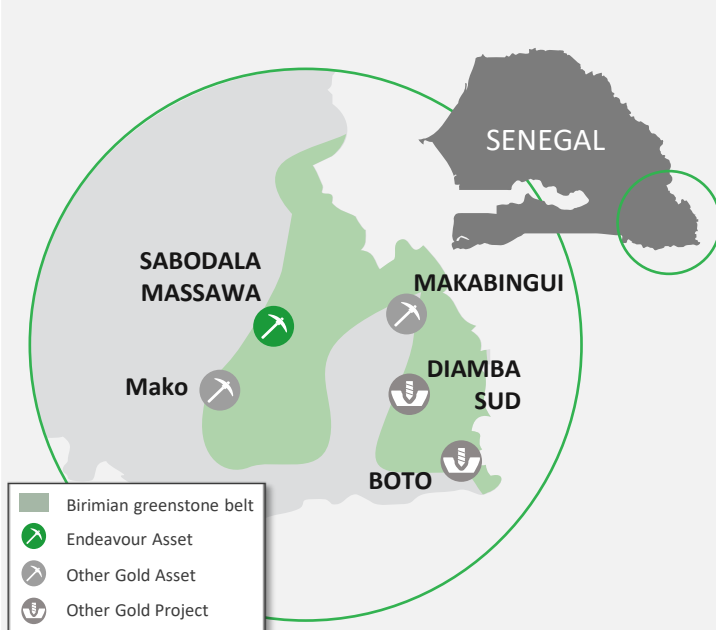 SENEGAL
SABODALA
MASSAWA
MAKABINGUI
Mako
DIAMBA
SUD
BOTO
Birimian greenstone belt
Endeavour Asset
Other Gold Asset
Other Gold Project